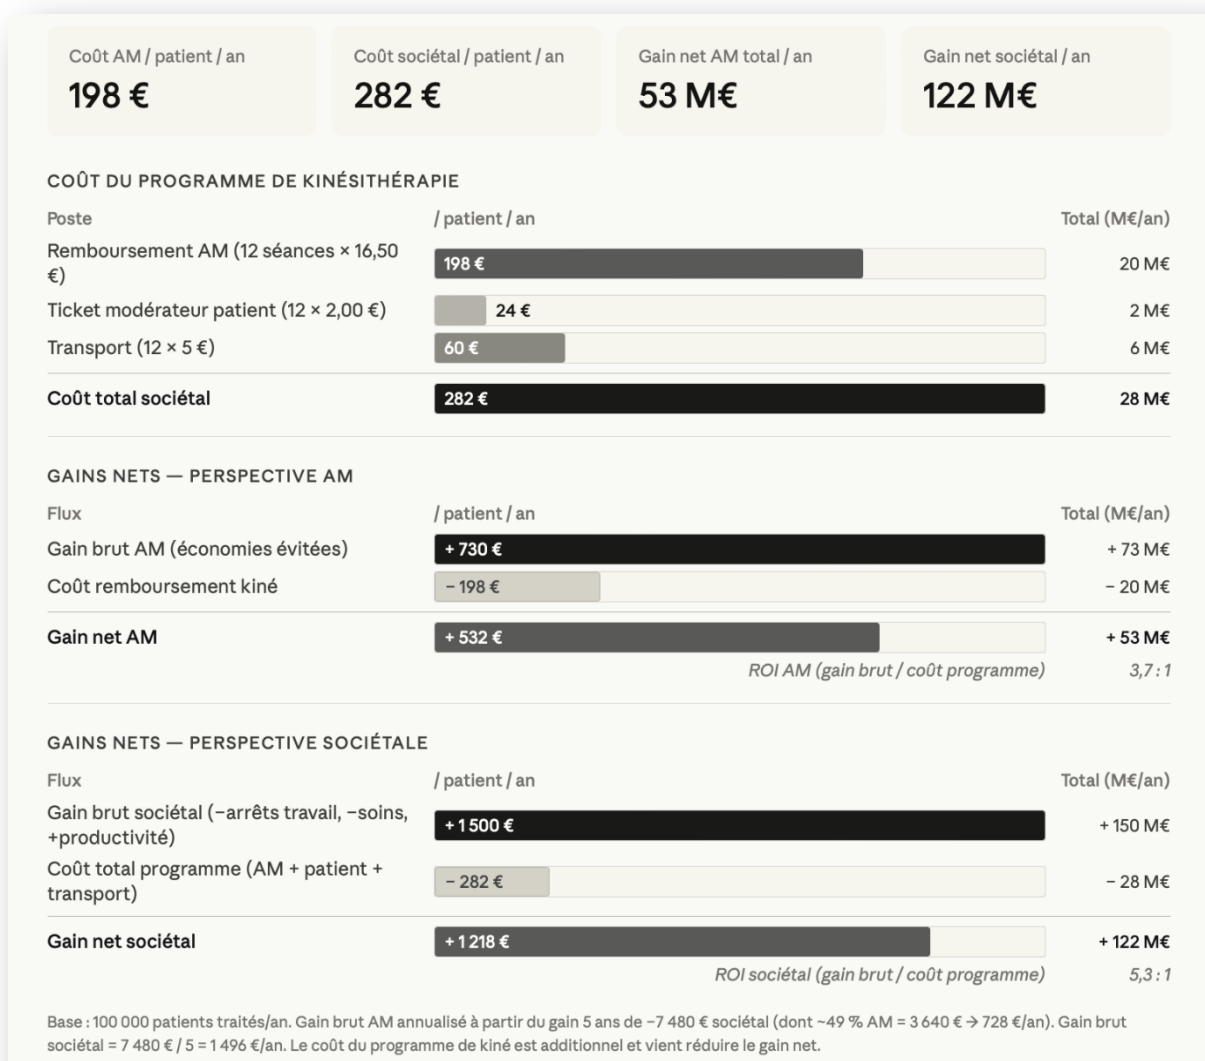 Coût AM / patient / an
198 €
Coût sociétal / patient / an
282 €
Gain net AM total / an
53 M€
Gain net sociétal / an
122 M€
COÛT DU PROGRAMME DE KINÉSITHÉRAPIE
Poste / patient / an Total (M€/an)
Remboursement AM (12 séances × 16,50
€)
198 € 20 M€
Ticket modérateur patient (12 × 2,00 €) 24 € 2 M€
Transport (12 × 5 €) 60 € 6 M€
Coût total sociétal 282 € 28 M€
GAINS NETS — PERSPECTIVE AM
Flux / patient / an Total (M€/an)
Gain brut AM (économies évitées) + 730 € + 73 M€
Coût remboursement kiné − 198 € − 20 M€
Gain net AM + 532 € + 53 M€
ROI AM (gain brut / coût programme) 3,7 : 1
GAINS NETS — PERSPECTIVE SOCIÉTALE
Flux / patient / an Total (M€/an)
Gain brut sociétal (−arrêts travail, −soins,
+productivité)
+ 1 500 € + 150 M€
Coût total programme (AM + patient +
transport)
− 282 € − 28 M€
Gain net sociétal + 1 218 € + 122 M€
ROI sociétal (gain brut / coût programme) 5,3 : 1
Base : 100 000 patients traités/an. Gain brut AM annualisé à partir du gain 5 ans de −7 480 € sociétal (dont ~49 % AM = 3 640 € → 728 €/an). Gain brut
sociétal = 7 480 € / 5 = 1 496 €/an. Le coût du programme de kiné est additionnel et vient réduire le gain net.